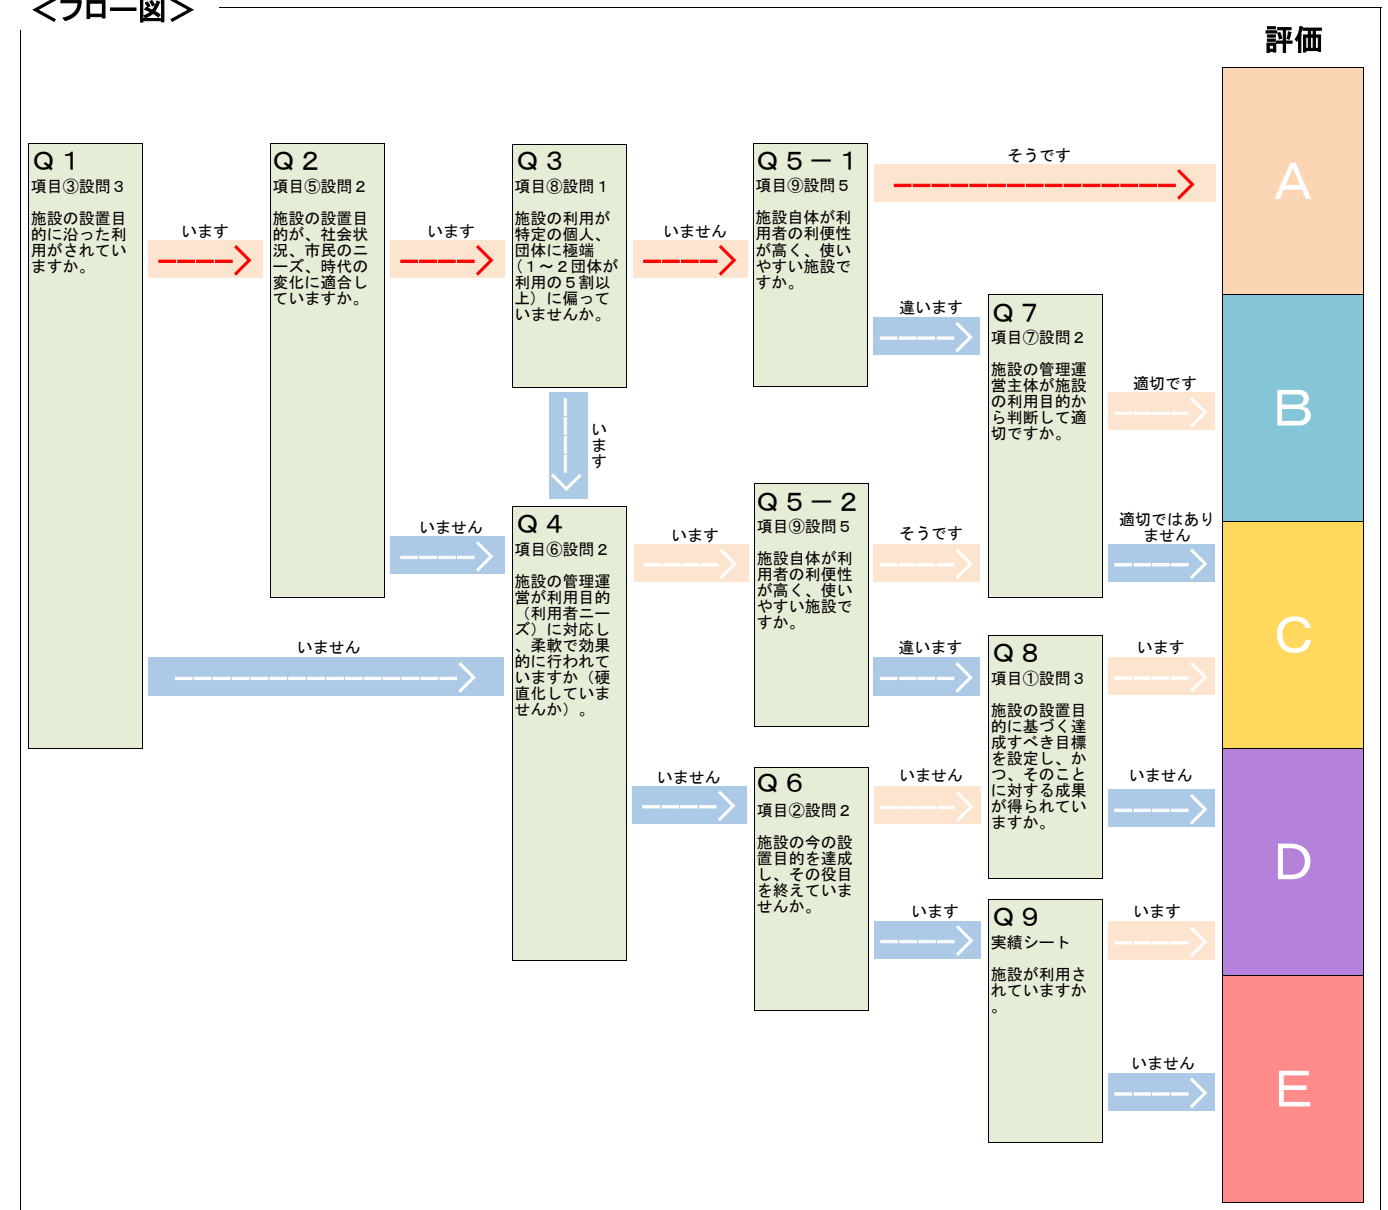 ＜フロー図＞
評価
Ｑ１
項目③設問３
施設の設置目
的に沿った利
用がされてい
ますか。
います
いません
Ｑ２
項目⑤設問２
施設の設置目
的が、社会状
況、市民のニ
ーズ、時代の
変化に適合し
ていますか。
います
いません
Ｑ３
項目⑧設問１
施設の利用が
特定の個人、
団体に極端
（１～２団体が
利用の５割以
上）に偏って
いませんか。
いません
います
Ｑ４
項目⑥設問２
施設の管理運
営が利用目的
（利用者ニー
ズ）に対応し
、柔軟で効果
的に行われて
いますか（硬
直化していま
せんか）。
います
いません
Ｑ５－１
項目⑨設問５
施設自体が利
用者の利便性
が高く、使い
やすい施設で
すか。
そうです
違います
Ｑ５－２
項目⑨設問５
施設自体が利
用者の利便性
が高く、使い
やすい施設で
すか。
そうです
違います
Ｑ６
項目②設問２
施設の今の設
置目的を達成
し、その役目
を終えていま
せんか。
いません
います
Ｑ７
項目⑦設問２
施設の管理運
営主体が施設
の利用目的か
ら判断して適
切ですか。
適切です
適切ではあり
ません
Ｑ８
項目①設問３
施設の設置目
的に基づく達
成すべき目標
を設定し、か
つ、そのこと
に対する成果
が得られてい
ますか。
います
いません
Ｑ９
実績シート
施設が利用さ
れていますか
。
います
いません
A
B
C
D
E